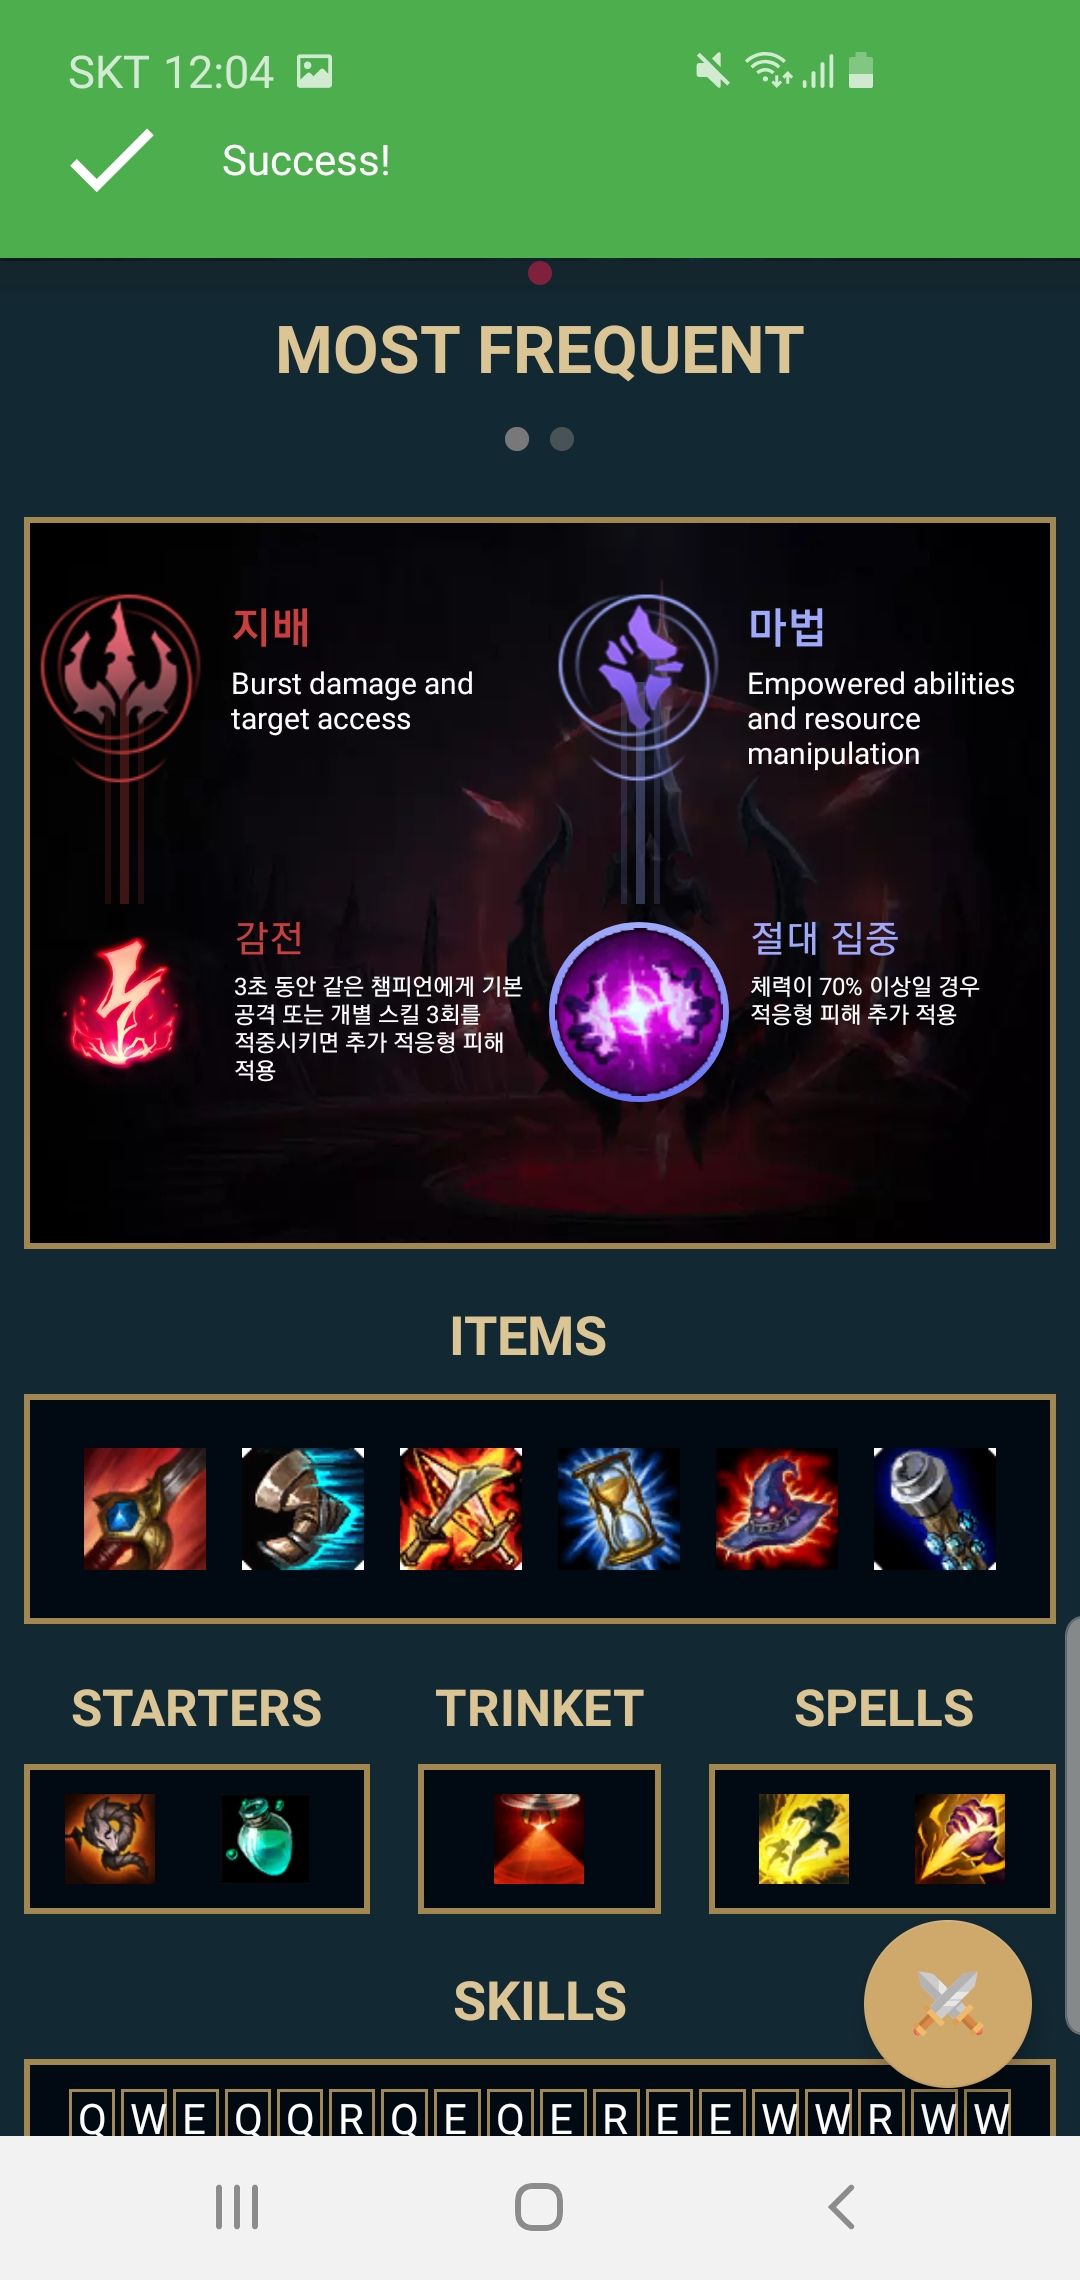 SKT 12:04
Success!
MOST FREQUENT
지배
Burst damage and
target access
마법
Empowered abilities
and resource
manipulation
감전
3초 동안 같은 챔피언에게 기본
공격 또는 개별 스킬 3회를
적중시키면 추가 적응형 피해
적용
절대 집중
체력이 70% 이상일 경우
적응형 피해 추가 적용
ITEMS
STARTERS
TRINKET
SPELLS
SKILLS
Q W E Q Q R Q E Q E R E E W W R W W